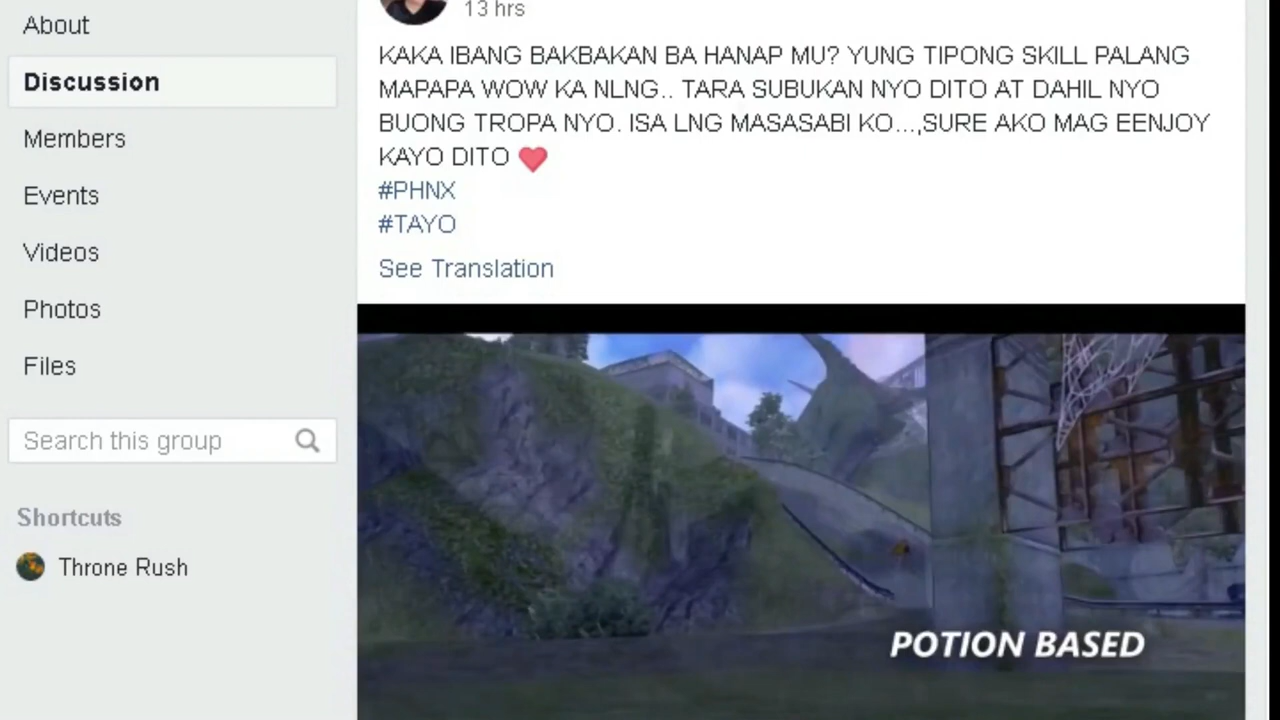 About
Discussion
Members
Events
Videos
Photos
Files
Search this group
Shortcuts
Throne Rush
13 hrs
KAKA IBANG BAKBAKAN BA HANAP MU? YUNG TIPONG SKILL PALANG
MAPAPA WOW KA NLNG.. TARA SUBUKAN NYO DITO AT DAHIL NYO
BUONG TROPA NYO. ISA LNG MASASABI KO...,SURE AKO MAG EENJOY
KAYO DITO ❤️
#PHNX
#TAYO
See Translation
POTION BASED